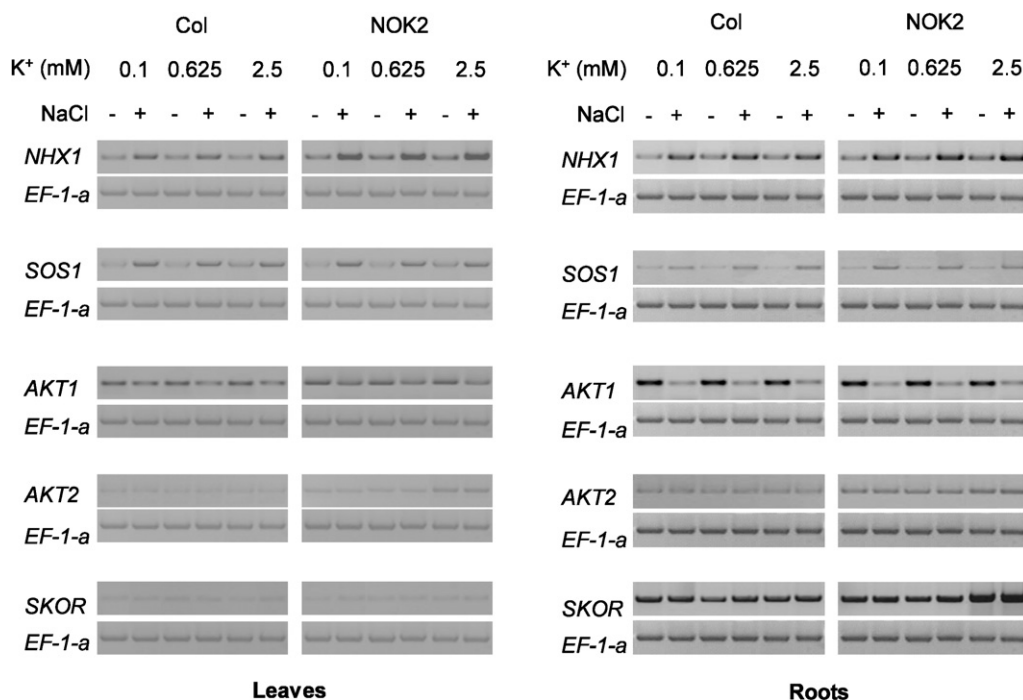 Col NOK2
K⁺ (mM) 0.1 0.625 2.5 0.1 0.625 2.5
NaCl - + - + - + - + - + - +
NHX1
EF-1-a
SOS1
EF-1-a
AKT1
EF-1-a
AKT2
EF-1-a
SKOR
EF-1-a
Leaves
Col NOK2
K⁺ (mM) 0.1 0.625 2.5 0.1 0.625 2.5
NaCl - + - + - + - + - + - +
NHX1
EF-1-a
SOS1
EF-1-a
AKT1
EF-1-a
AKT2
EF-1-a
SKOR
EF-1-a
Roots